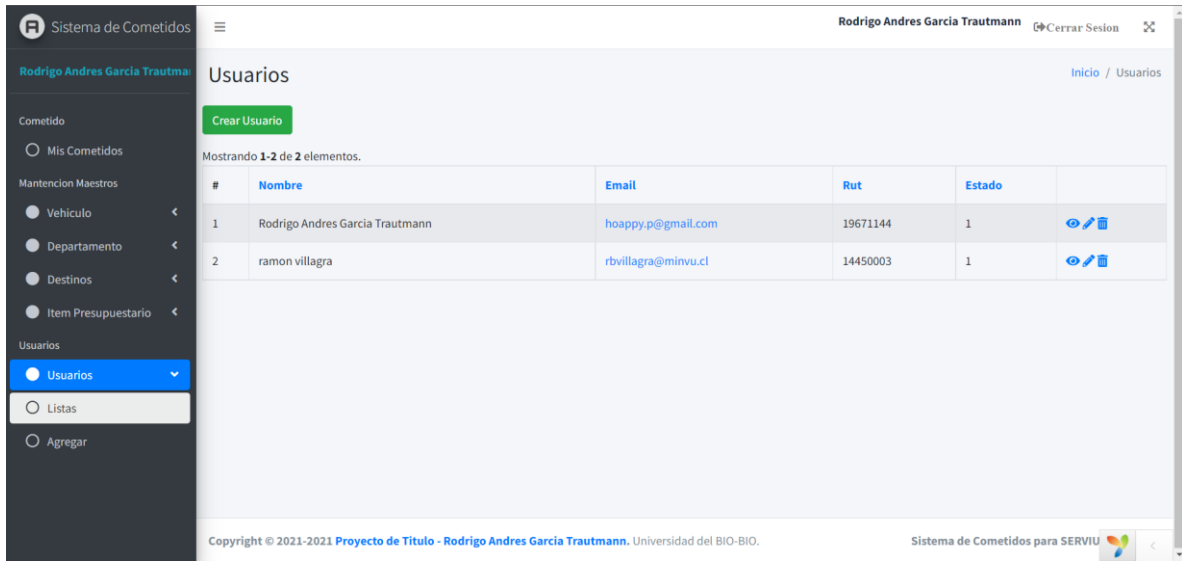 Sistema de Cometidos
Rodrigo Andres Garcia Trautmann Cerrar Sesion
Rodrigo Andres Garcia Trautma
Usuarios
Inicio / Usuarios
Cometido
Mis Cometidos
Mantencion Maestros
Vehiculo
Departamento
Destinos
Item Presupuestario
Usuarios
Usuarios
Listas
Agregar
Crear Usuario
Mostrando 1-2 de 2 elementos.
# Nombre Email Rut Estado
1 Rodrigo Andres Garcia Trautmann hoappy.p@gmail.com 19671144 1
2 ramon villagra rbvillagra@minvu.cl 14450003 1
Copyright © 2021-2021 Proyecto de Titulo - Rodrigo Andres Garcia Trautmann. Universidad del BIO-BIO.
Sistema de Cometidos para SERVIU